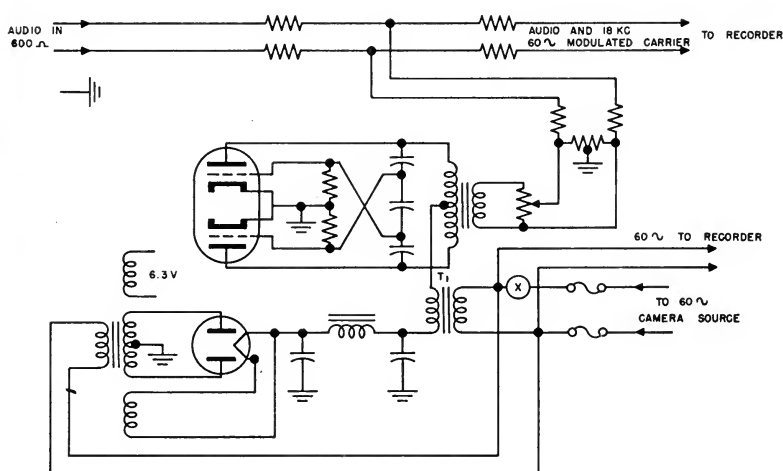 AUDIO IN
600 Ω
AUDIO AND 18 KC
60 ∿ MODULATED CARRIER
TO RECORDER
6.3 V
T1
60 ∿ TO RECORDER
X
TO 60 ∿
CAMERA SOURCE